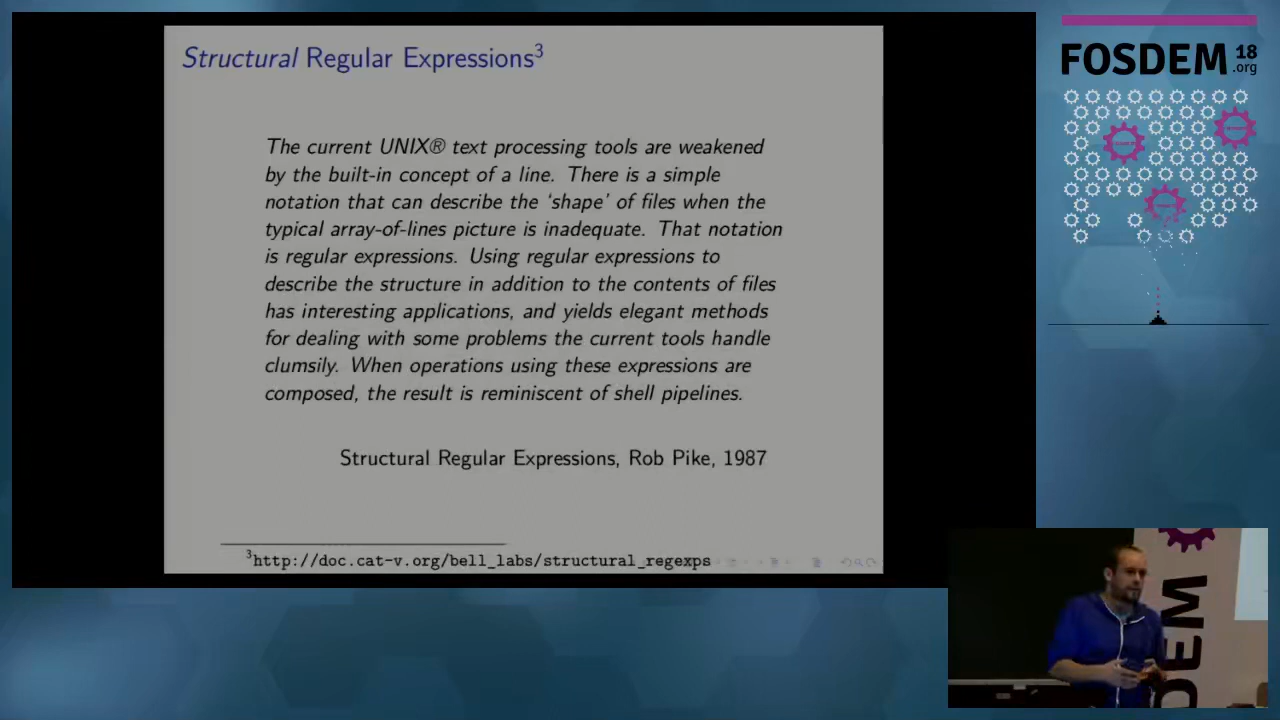 Structural Regular Expressions3
The current UNIX® text processing tools are weakened
by the built-in concept of a line. There is a simple
notation that can describe the ‘shape’ of files when the
typical array-of-lines picture is inadequate. That notation
is regular expressions. Using regular expressions to
describe the structure in addition to the contents of files
has interesting applications, and yields elegant methods
for dealing with some problems the current tools handle
clumsily. When operations using these expressions are
composed, the result is reminiscent of shell pipelines.
Structural Regular Expressions, Rob Pike, 1987
3http://doc.cat-v.org/bell_labs/structural_regexps
FOSDEM 18
.org